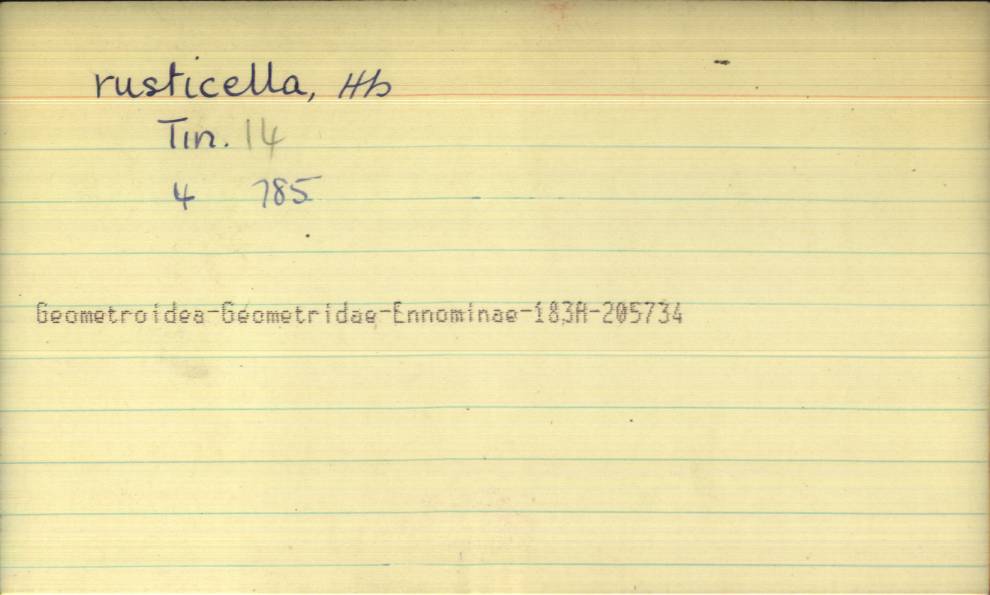 rusticella, Hb
Tin. 14
4 785
Geometroidea-Geometridae-Ennominae-183A-205734